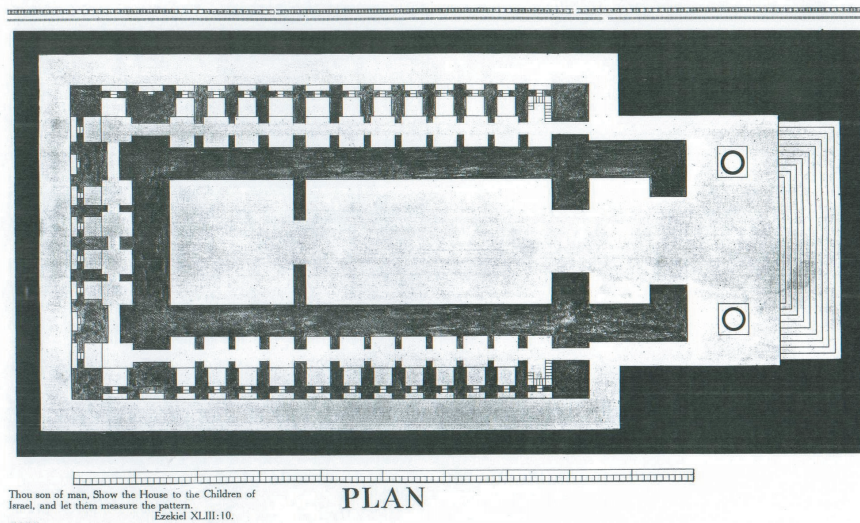 Thou son of man, Show the House to the Children of
Israel, and let them measure the pattern.
Ezekiel XLIII:10.
PLAN